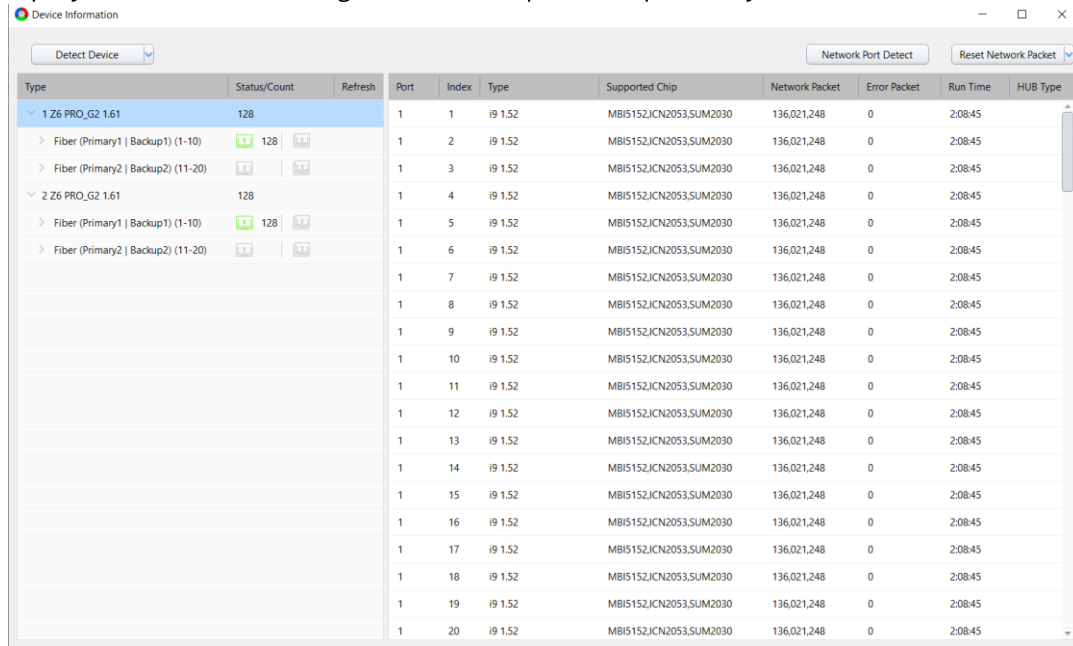 Device Information
Detect Device
Network Port Detect
Reset Network Packet
Type Status/Count Refresh
1 Z6 PRO_G2 1.61 128
Fiber (Primary1 | Backup1) (1-10) 128
Fiber (Primary2 | Backup2) (11-20)
2 Z6 PRO_G2 1.61 128
Fiber (Primary1 | Backup1) (1-10) 128
Fiber (Primary2 | Backup2) (11-20)
Port Index Type Supported Chip Network Packet Error Packet Run Time HUB Type
1 1 i9 1.52 MBI5152,ICN2053,SUM2030 136,021,248 0 2:08:45
1 2 i9 1.52 MBI5152,ICN2053,SUM2030 136,021,248 0 2:08:45
1 3 i9 1.52 MBI5152,ICN2053,SUM2030 136,021,248 0 2:08:45
1 4 i9 1.52 MBI5152,ICN2053,SUM2030 136,021,248 0 2:08:45
1 5 i9 1.52 MBI5152,ICN2053,SUM2030 136,021,248 0 2:08:45
1 6 i9 1.52 MBI5152,ICN2053,SUM2030 136,021,248 0 2:08:45
1 7 i9 1.52 MBI5152,ICN2053,SUM2030 136,021,248 0 2:08:45
1 8 i9 1.52 MBI5152,ICN2053,SUM2030 136,021,248 0 2:08:45
1 9 i9 1.52 MBI5152,ICN2053,SUM2030 136,021,248 0 2:08:45
1 10 i9 1.52 MBI5152,ICN2053,SUM2030 136,021,248 0 2:08:45
1 11 i9 1.52 MBI5152,ICN2053,SUM2030 136,021,248 0 2:08:45
1 12 i9 1.52 MBI5152,ICN2053,SUM2030 136,021,248 0 2:08:45
1 13 i9 1.52 MBI5152,ICN2053,SUM2030 136,021,248 0 2:08:45
1 14 i9 1.52 MBI5152,ICN2053,SUM2030 136,021,248 0 2:08:45
1 15 i9 1.52 MBI5152,ICN2053,SUM2030 136,021,248 0 2:08:45
1 16 i9 1.52 MBI5152,ICN2053,SUM2030 136,021,248 0 2:08:45
1 17 i9 1.52 MBI5152,ICN2053,SUM2030 136,021,248 0 2:08:45
1 18 i9 1.52 MBI5152,ICN2053,SUM2030 136,021,248 0 2:08:45
1 19 i9 1.52 MBI5152,ICN2053,SUM2030 136,021,248 0 2:08:45
1 20 i9 1.52 MBI5152,ICN2053,SUM2030 136,021,248 0 2:08:45